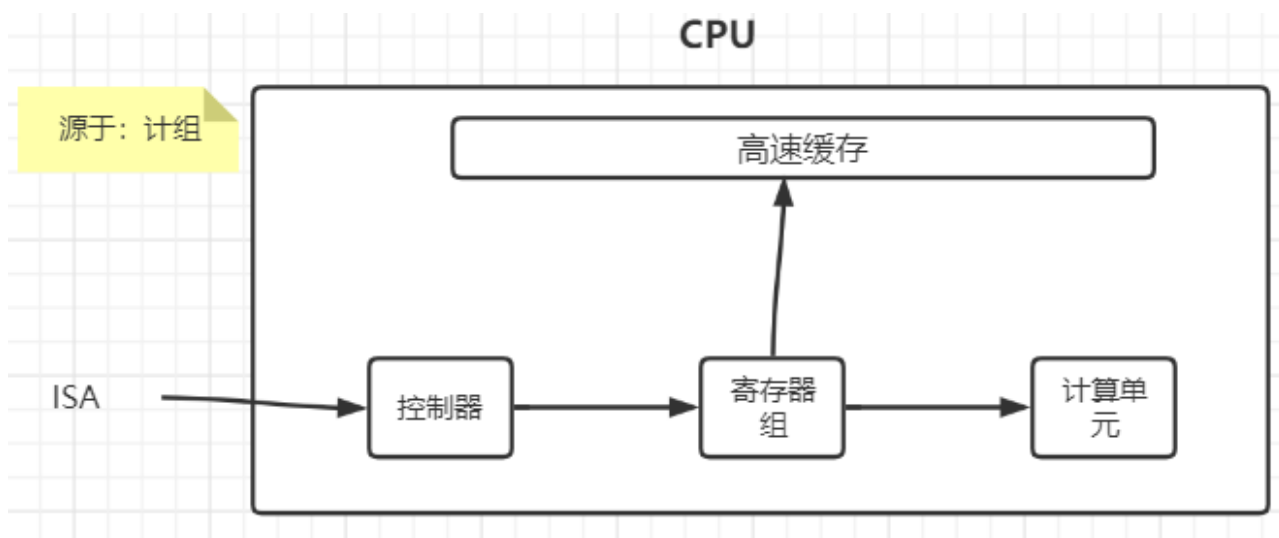 CPU
源于：计组
高速缓存
ISA
控制器
寄存器
组
计算单
元